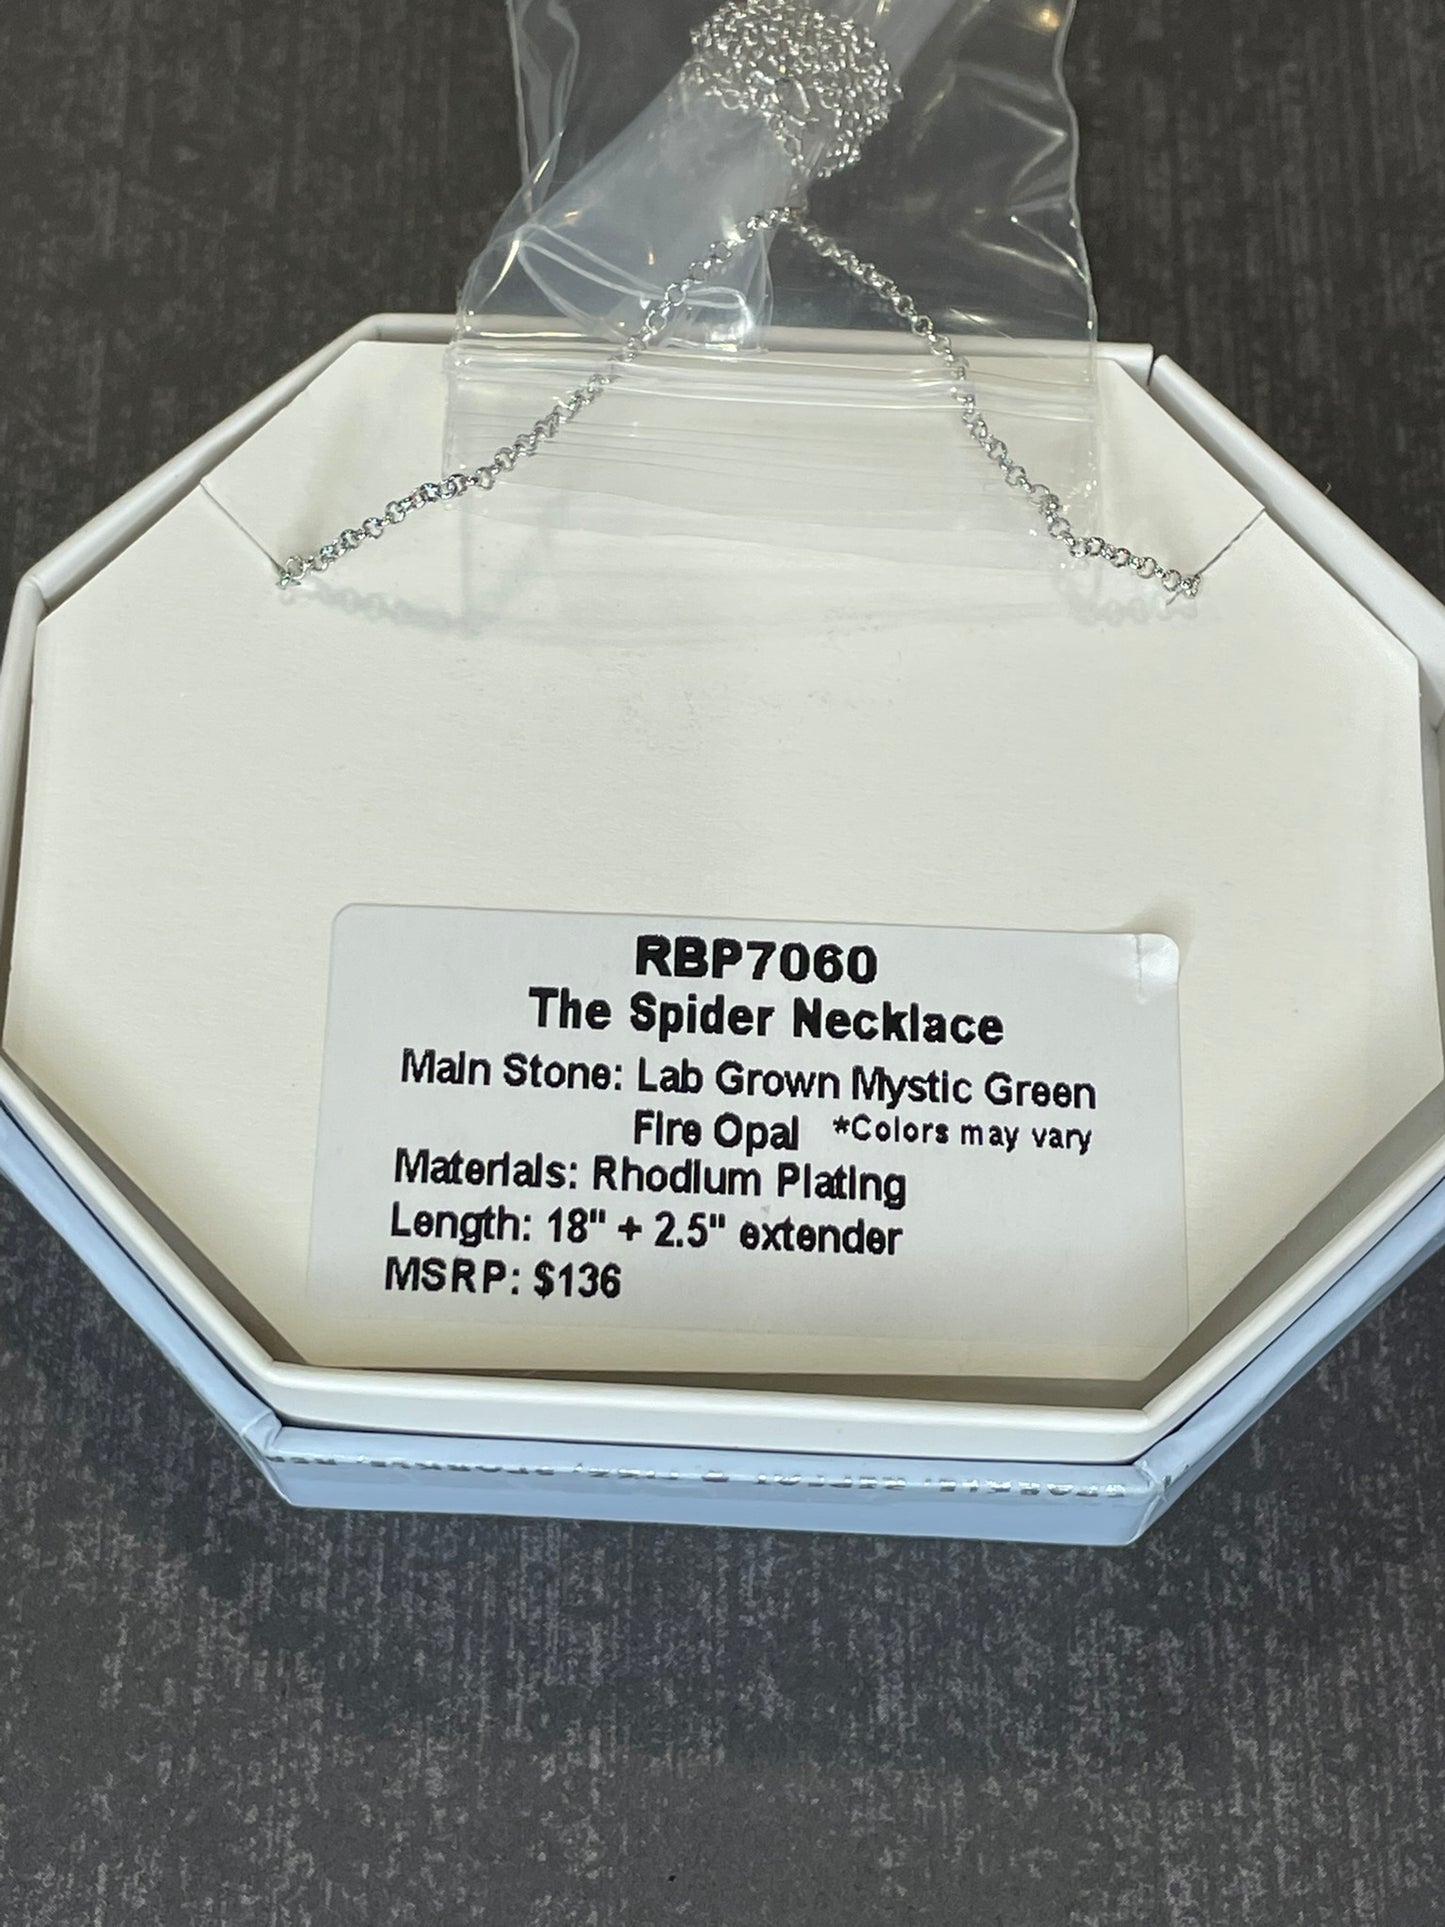 RBP7060
The Spider Necklace
Main Stone: Lab Grown Mystic Green
Fire Opal *Colors may vary
Materials: Rhodium Plating
Length: 18" + 2.5" extender
MSRP: $136